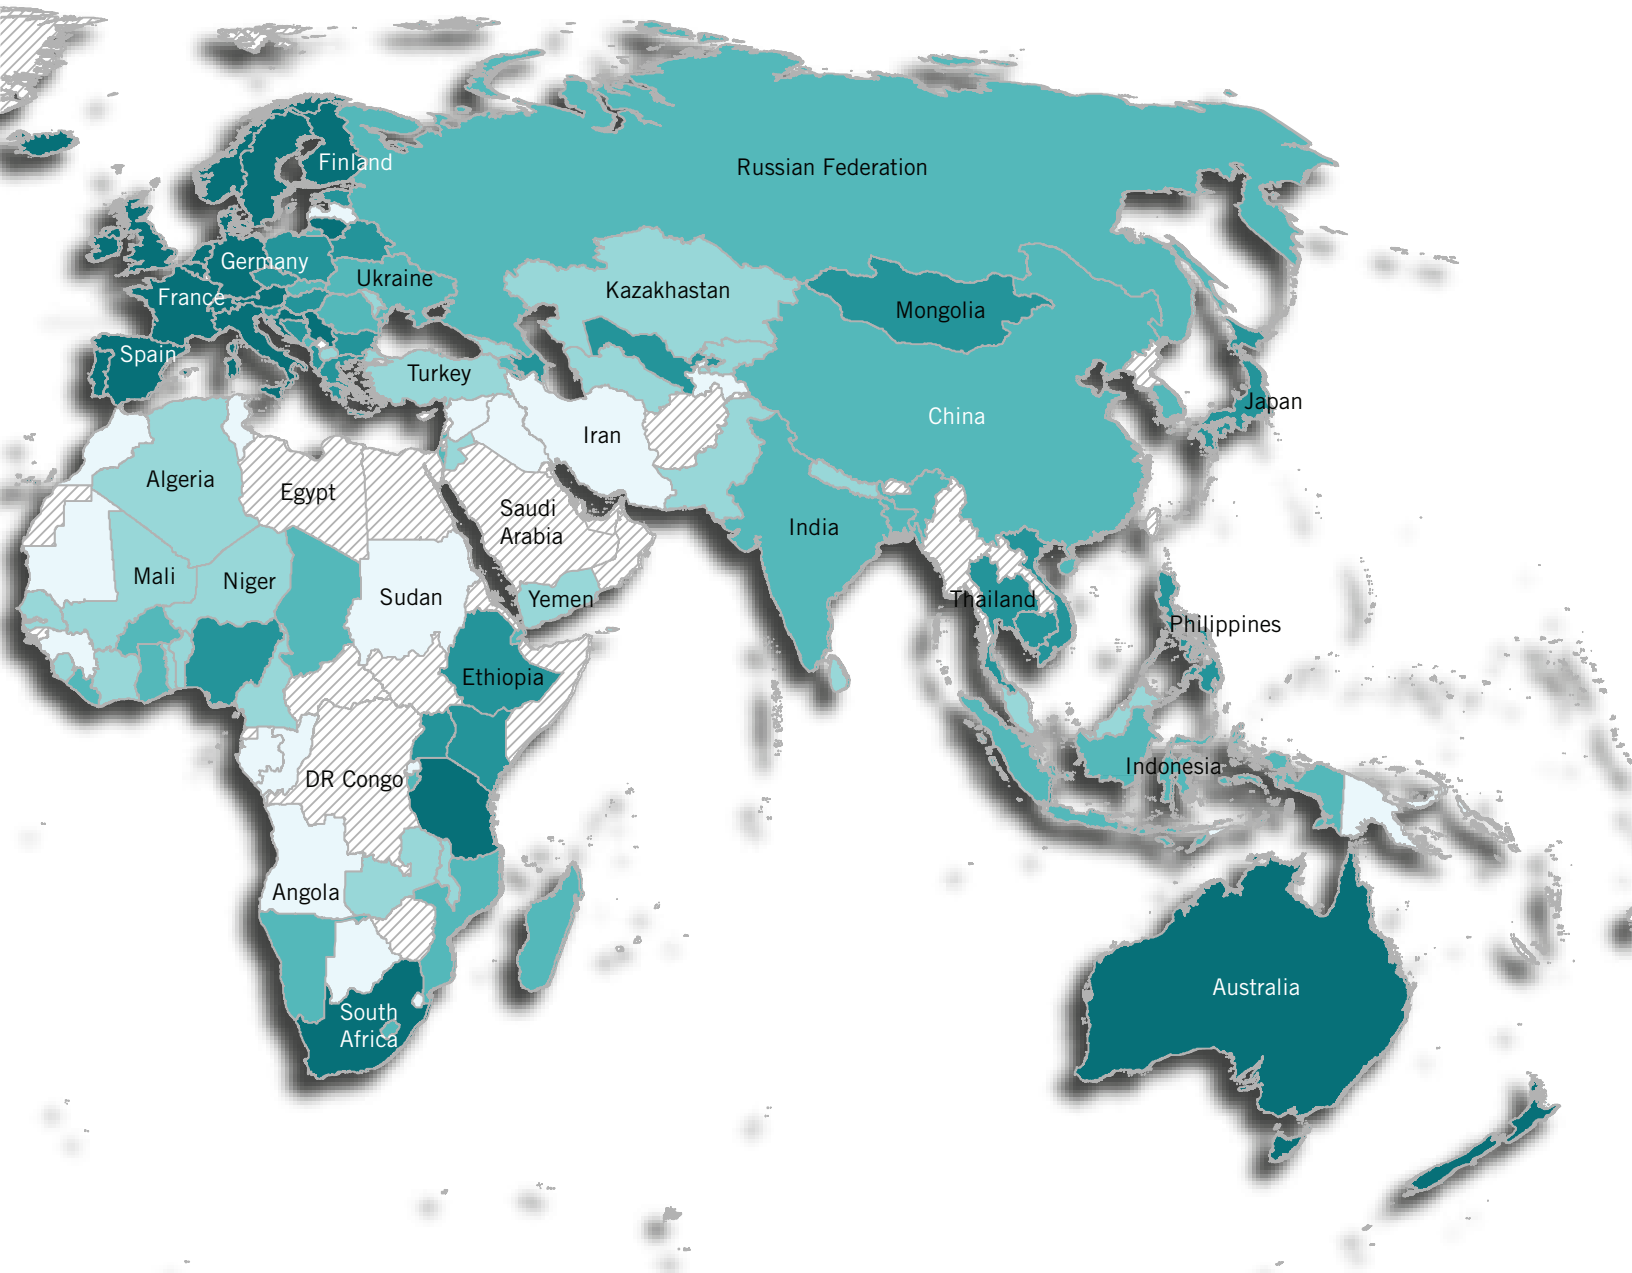 Finland
Russian Federation
Germany
Ukraine
France
Kazakhastan
Mongolia
Spain
Turkey
Japan
China
Iran
Algeria
Egypt
Saudi
Arabia
India
Mali
Niger
Sudan
Yemen
Thailand
Philippines
Ethiopia
DR Congo
Indonesia
Angola
Australia
South
Africa